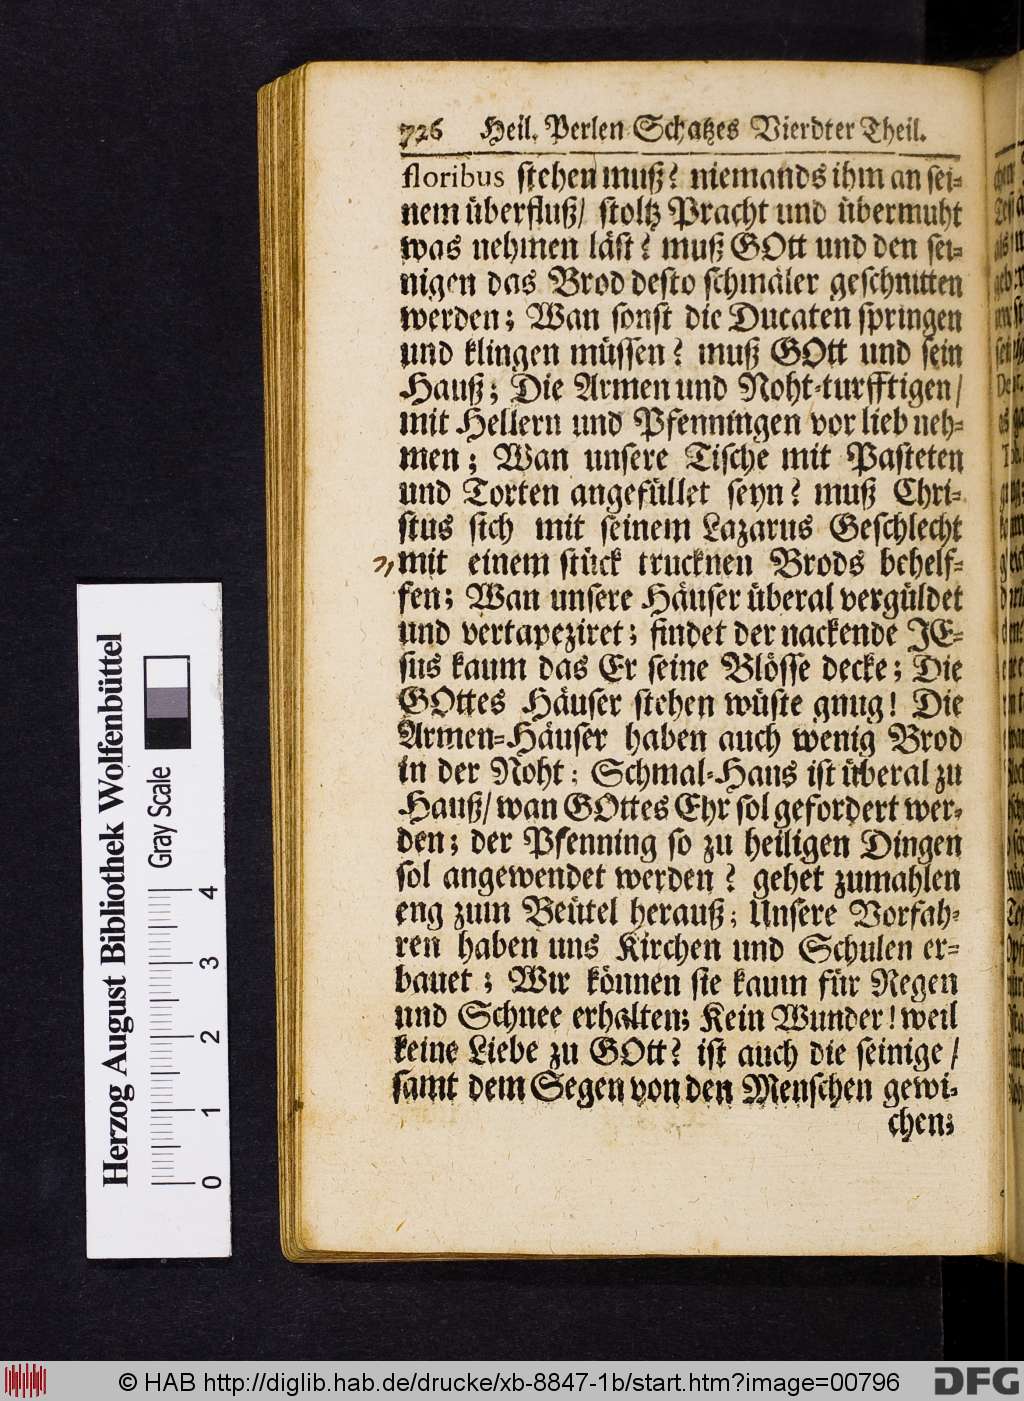 726 Heil. Perlen Schatzes Vierdter Theil.
floribus stehen muß? niemands ihm an sei-
nem überfluß/ stoltz Pracht und übermuht
was nehmen läst? muß GOtt und den sei-
nigen das Brod desto schmäler geschnitten
werden; Wan sonst die Ducaten springen
und klingen müssen? muß GOtt und sein
Hauß; Die Armen und Noht-turfftigen/
mit Hellern und Pfenningen vor lieb neh-
men; Wan unsere Tische mit Pasteten
und Torten angefüllet seyn? muß Chri-
stus sich mit seinem Lazarus Geschlecht
mit einem stück trucknen Brods behelf-
fen; Wan unsere Häuser überal vergüldet
und vertapeziret; findet der nackende JE-
sus kaum das Er seine Blösse decke; Die
GOttes Häuser stehen wüste gnug! Die
Armen-Häuser haben auch wenig Brod
in der Noht: Schmal-Hans ist überal zu
Hauß/ wan GOttes Ehr sol gefordert wer-
den; der Pfenning so zu heiligen Dingen
sol angewendet werden? gehet zumahlen
eng zum Beütel herauß; Unsere Vorfah-
ren haben uns Kirchen und Schulen er-
bauet; Wir können sie kaum für Regen
und Schnee erhalten; Kein Wunder! weil
keine Liebe zu GOtt? ist auch die seinige/
samt dem Segen von den Menschen gewi-
chen;
Herzog August Bibliothek Wolfenbüttel
Gray Scale
0 1 2 3 4
© HAB http://diglib.hab.de/drucke/xb-8847-1b/start.htm?image=00796
DFG